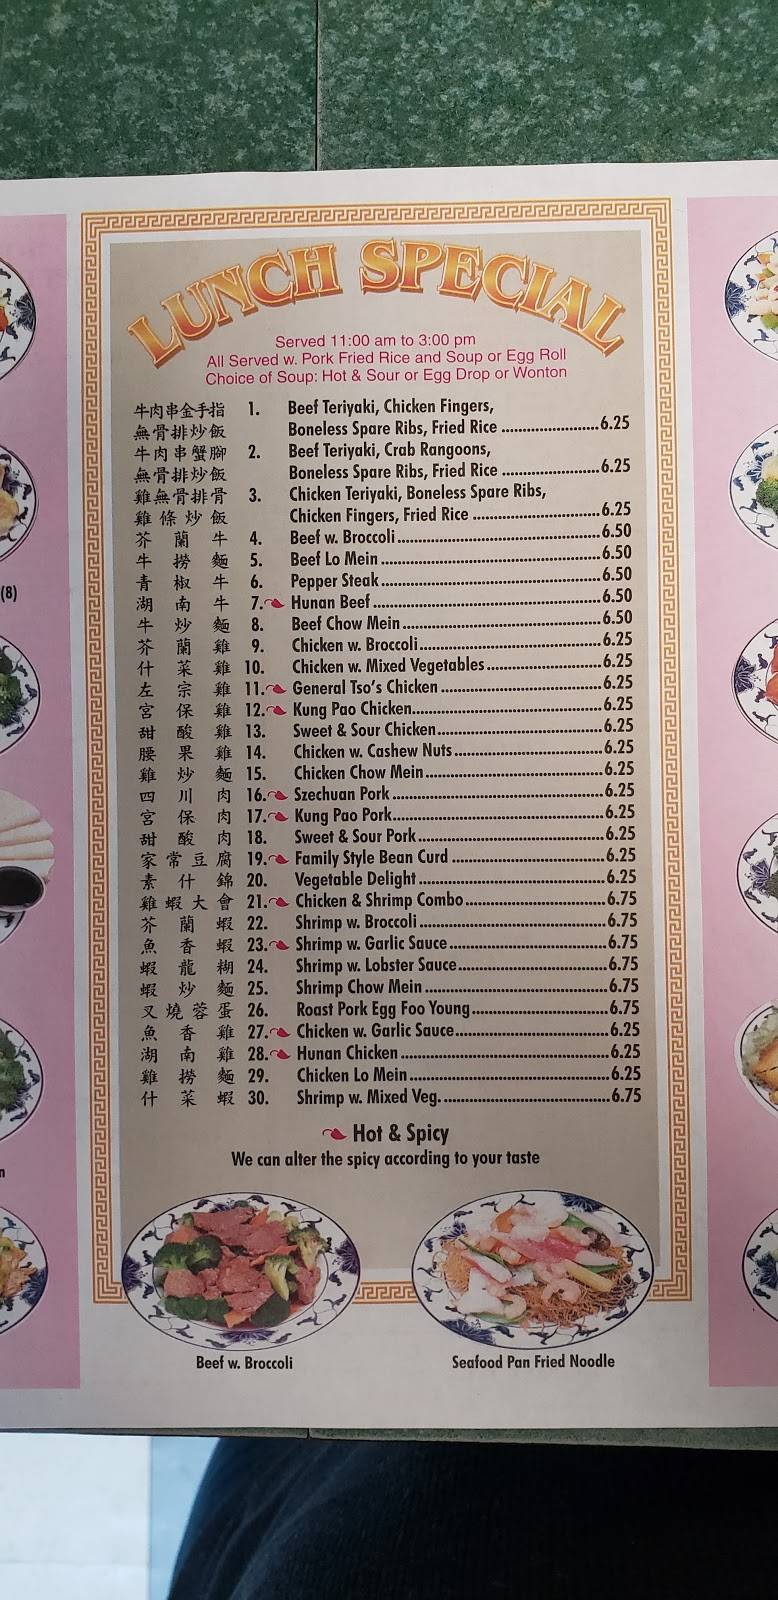 LUNCH SPECIAL
Served 11:00 am to 3:00 pm
All Served w. Pork Fried Rice and Soup or Egg Roll
Choice of Soup: Hot & Sour or Egg Drop or Wonton
牛肉串金手指 1. Beef Teriyaki, Chicken Fingers,
無骨排炒飯 Boneless Spare Ribs, Fried Rice 6.25
牛肉串蟹腳 2. Beef Teriyaki, Crab Rangoons,
無骨排炒飯 Boneless Spare Ribs, Fried Rice 6.25
雞無骨排骨 3. Chicken Teriyaki, Boneless Spare Ribs,
雞條炒飯 Chicken Fingers, Fried Rice 6.25
芥蘭牛 4. Beef w. Broccoli 6.50
牛撈麵 5. Beef Lo Mein 6.50
青椒牛 6. Pepper Steak 6.50
湖南牛 7. Hunan Beef 6.50
牛炒麵 8. Beef Chow Mein 6.50
芥蘭雞 9. Chicken w. Broccoli 6.25
什菜雞 10. Chicken w. Mixed Vegetables 6.25
左宗雞 11. General Tso's Chicken 6.25
宮保雞 12. Kung Pao Chicken 6.25
甜酸雞 13. Sweet & Sour Chicken 6.25
腰果雞 14. Chicken w. Cashew Nuts 6.25
雞炒麵 15. Chicken Chow Mein 6.25
四川肉 16. Szechuan Pork 6.25
宮保肉 17. Kung Pao Pork 6.25
甜酸肉 18. Sweet & Sour Pork 6.25
家常豆腐 19. Family Style Bean Curd 6.25
素什錦 20. Vegetable Delight 6.25
雞蝦大會 21. Chicken & Shrimp Combo 6.75
芥蘭蝦 22. Shrimp w. Broccoli 6.75
魚香蝦 23. Shrimp w. Garlic Sauce 6.75
蝦龍糊 24. Shrimp w. Lobster Sauce 6.75
蝦炒麵 25. Shrimp Chow Mein 6.75
叉燒蓉蛋 26. Roast Pork Egg Foo Young 6.75
魚香雞 27. Chicken w. Garlic Sauce 6.25
湖南雞 28. Hunan Chicken 6.25
雞撈麵 29. Chicken Lo Mein 6.25
什菜蝦 30. Shrimp w. Mixed Veg. 6.75
Hot & Spicy
We can alter the spicy according to your taste
Beef w. Broccoli
Seafood Pan Fried Noodle
(8)